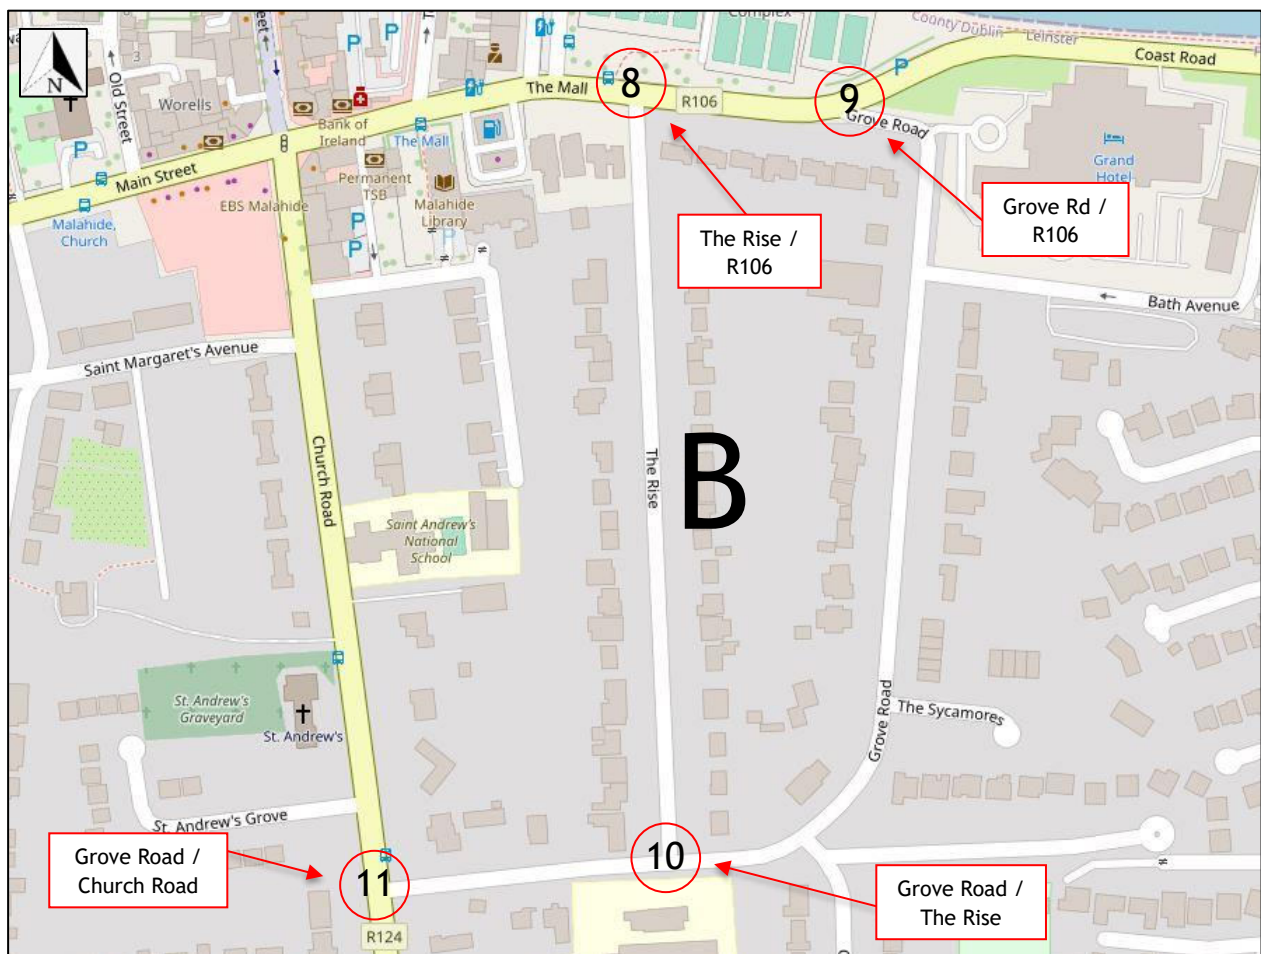 Complex
County Dublin - Leinster
Coast Road
N
Old Street
3
Worells
The Mall
8
R106
9
Grove Road
Bank of
Ireland
The Mall
Grand
Hotel
Main Street
Permanent
TSB
EBS Malahide
Malahide
Library
Malahide,
Church
P
P
P
P
P
P
P
The Rise /
R106
Grove Rd /
R106
Bath Avenue
Saint Margaret's Avenue
Church Road
The Rise
B
Saint Andrew's
National
School
St. Andrew's
Graveyard
St. Andrew's
Grove Road
The Sycamores
St. Andrew's Grove
Grove Road /
Church Road
11
10
Grove Road /
The Rise
R124